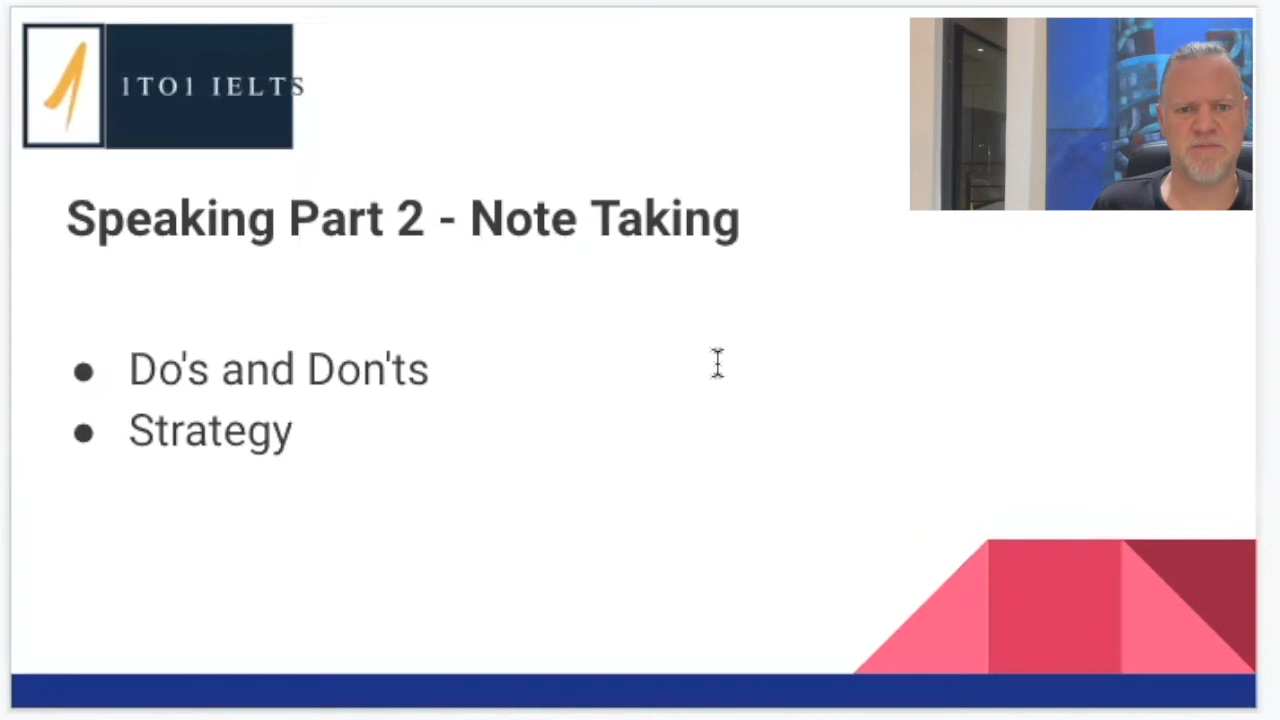 1TO1 IELTS
Speaking Part 2 - Note Taking
● Do's and Don'ts
● Strategy